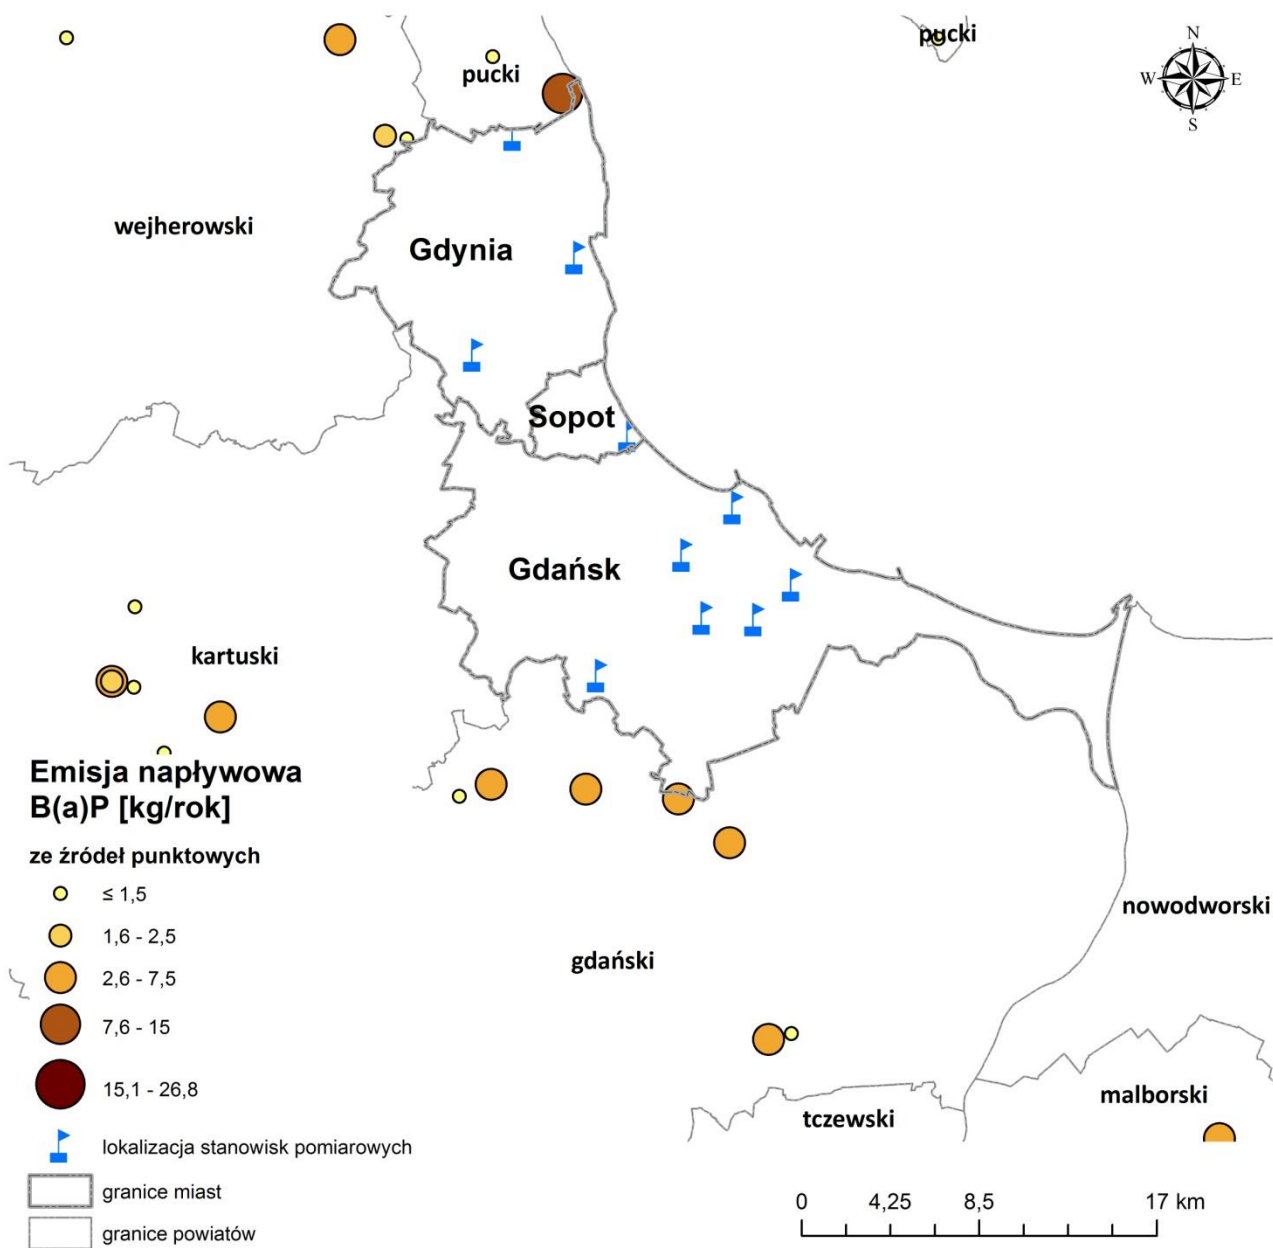 pucki
pucki
N
W E
S
wejherowski
Gdynia
Sopot
Gdańsk
kartuski
Emisja napływowa
B(a)P [kg/rok]
ze źródeł punktowych
≤ 1,5
1,6 - 2,5
2,6 - 7,5
7,6 - 15
15,1 - 26,8
lokalizacja stanowisk pomiarowych
granice miast
granice powiatów
nowodworski
gdański
malborski
tczewski
0 4,25 8,5 17 km